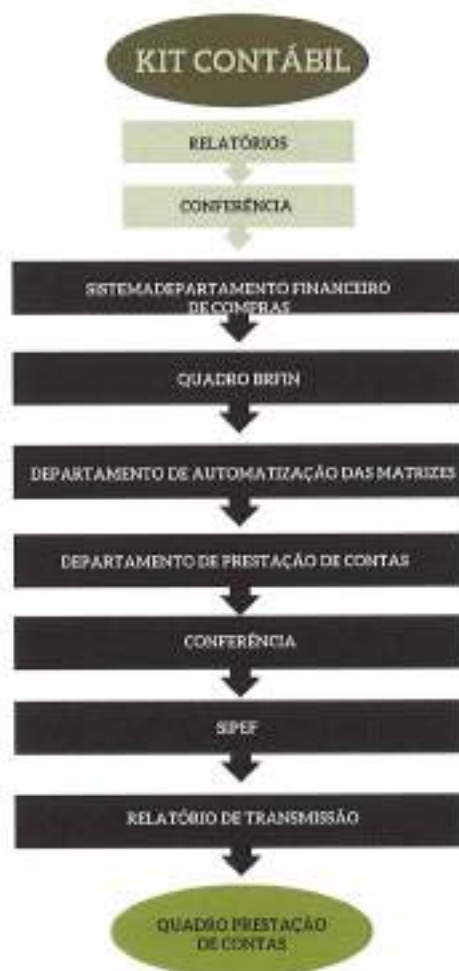 KIT CONTÁBIL
RELATÓRIOS
CONFERÊNCIA
SISTEMADEPARTAMENTO FINANCEIRO
DE COMPRAS
QUADRO BRFIN
DEPARTAMENTO DE AUTOMATIZAÇÃO DAS MATRIZES
DEPARTAMENTO DE PRESTAÇÃO DE CONTAS
CONFERÊNCIA
SIPEF
RELATÓRIO DE TRANSMISSÃO
QUADRO PRESTAÇÃO
DE CONTAS